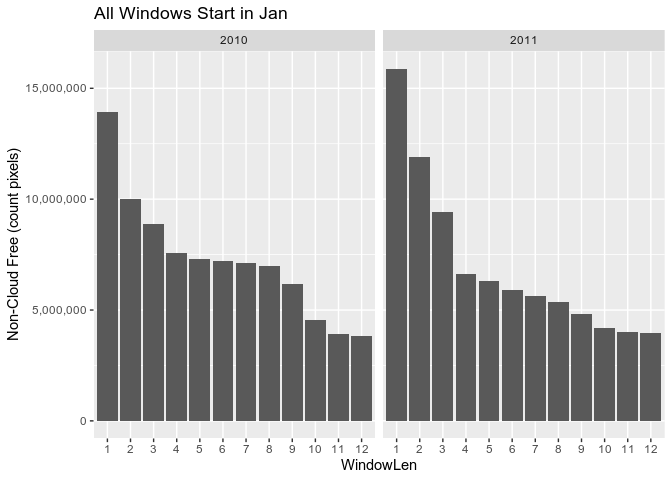 All Windows Start in Jan
2010 2011
Non-Cloud Free (count pixels)
15,000,000
10,000,000
5,000,000
0
1 2 3 4 5 6 7 8 9 10 11 12 1 2 3 4 5 6 7 8 9 10 11 12
WindowLen